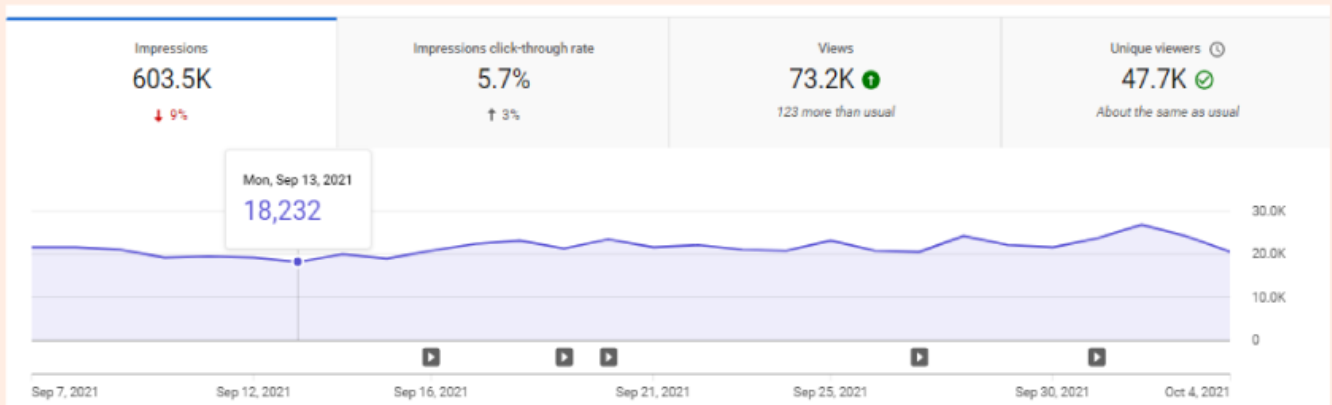 Impressions
603.5K
9%
Impressions click-through rate
5.7%
3%
Views
73.2K
123 more than usual
Unique viewers
47.7K
About the same as usual
Mon, Sep 13, 2021
18,232
30.0K
20.0K
10.0K
0
Sep 7, 2021
Sep 12, 2021
Sep 16, 2021
Sep 21, 2021
Sep 25, 2021
Sep 30, 2021
Oct 4, 2021